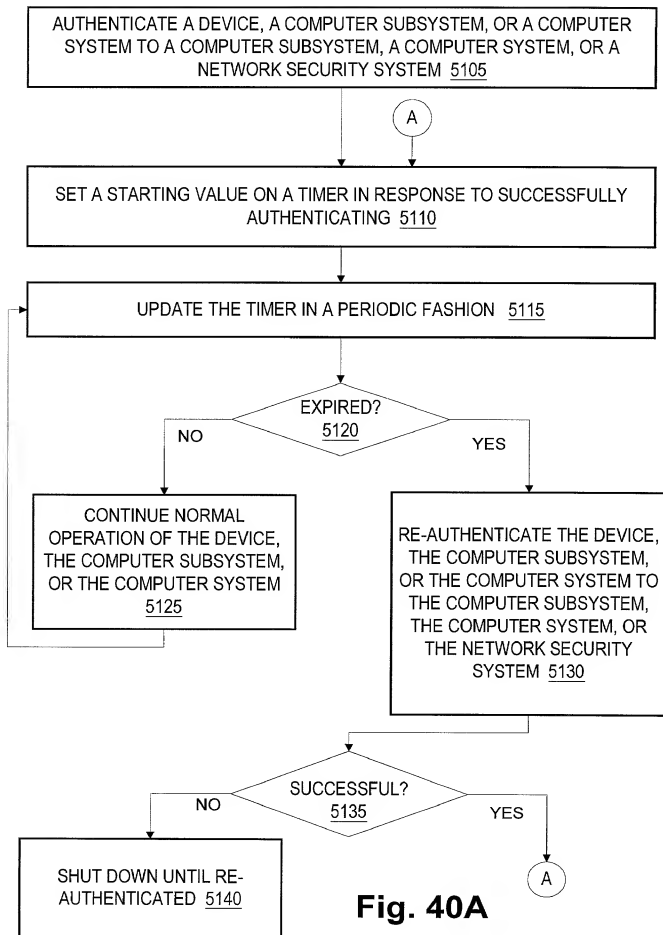 AUTHENTICATE A DEVICE, A COMPUTER SUBSYSTEM, OR A COMPUTER
SYSTEM TO A COMPUTER SUBSYSTEM, A COMPUTER SYSTEM, OR A
NETWORK SECURITY SYSTEM 5105
A
SET A STARTING VALUE ON A TIMER IN RESPONSE TO SUCCESSFULLY
AUTHENTICATING 5110
UPDATE THE TIMER IN A PERIODIC FASHION 5115
EXPIRED?
5120
NO
YES
CONTINUE NORMAL
OPERATION OF THE DEVICE,
THE COMPUTER SUBSYSTEM,
OR THE COMPUTER SYSTEM
5125
RE-AUTHENTICATE THE DEVICE,
THE COMPUTER SUBSYSTEM,
OR THE COMPUTER SYSTEM TO
THE COMPUTER SUBSYSTEM,
THE COMPUTER SYSTEM, OR
THE NETWORK SECURITY
SYSTEM 5130
SUCCESSFUL?
5135
NO
YES
SHUT DOWN UNTIL RE-
AUTHENTICATED 5140
A
Fig. 40A